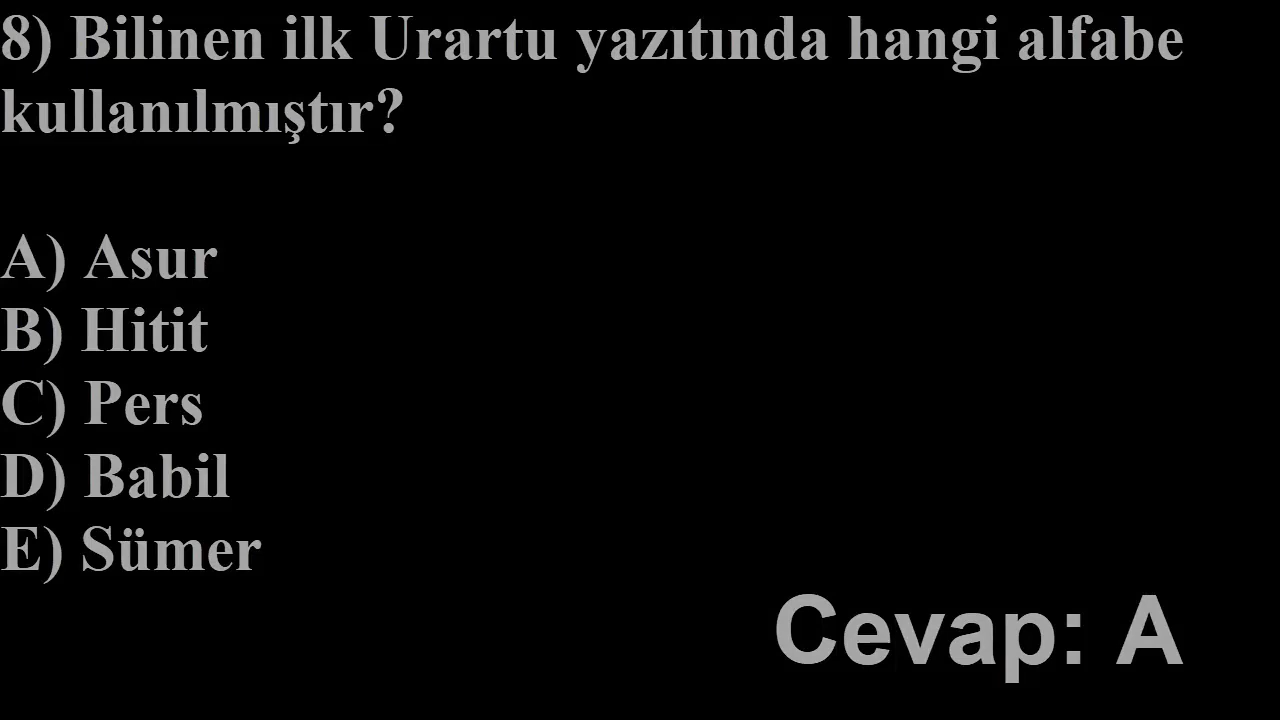 8) Bilinen ilk Urartu yazıtında hangi alfabe
kullanılmıştır?
A) Asur
B) Hitit
C) Pers
D) Babil
E) Sümer
Cevap: A